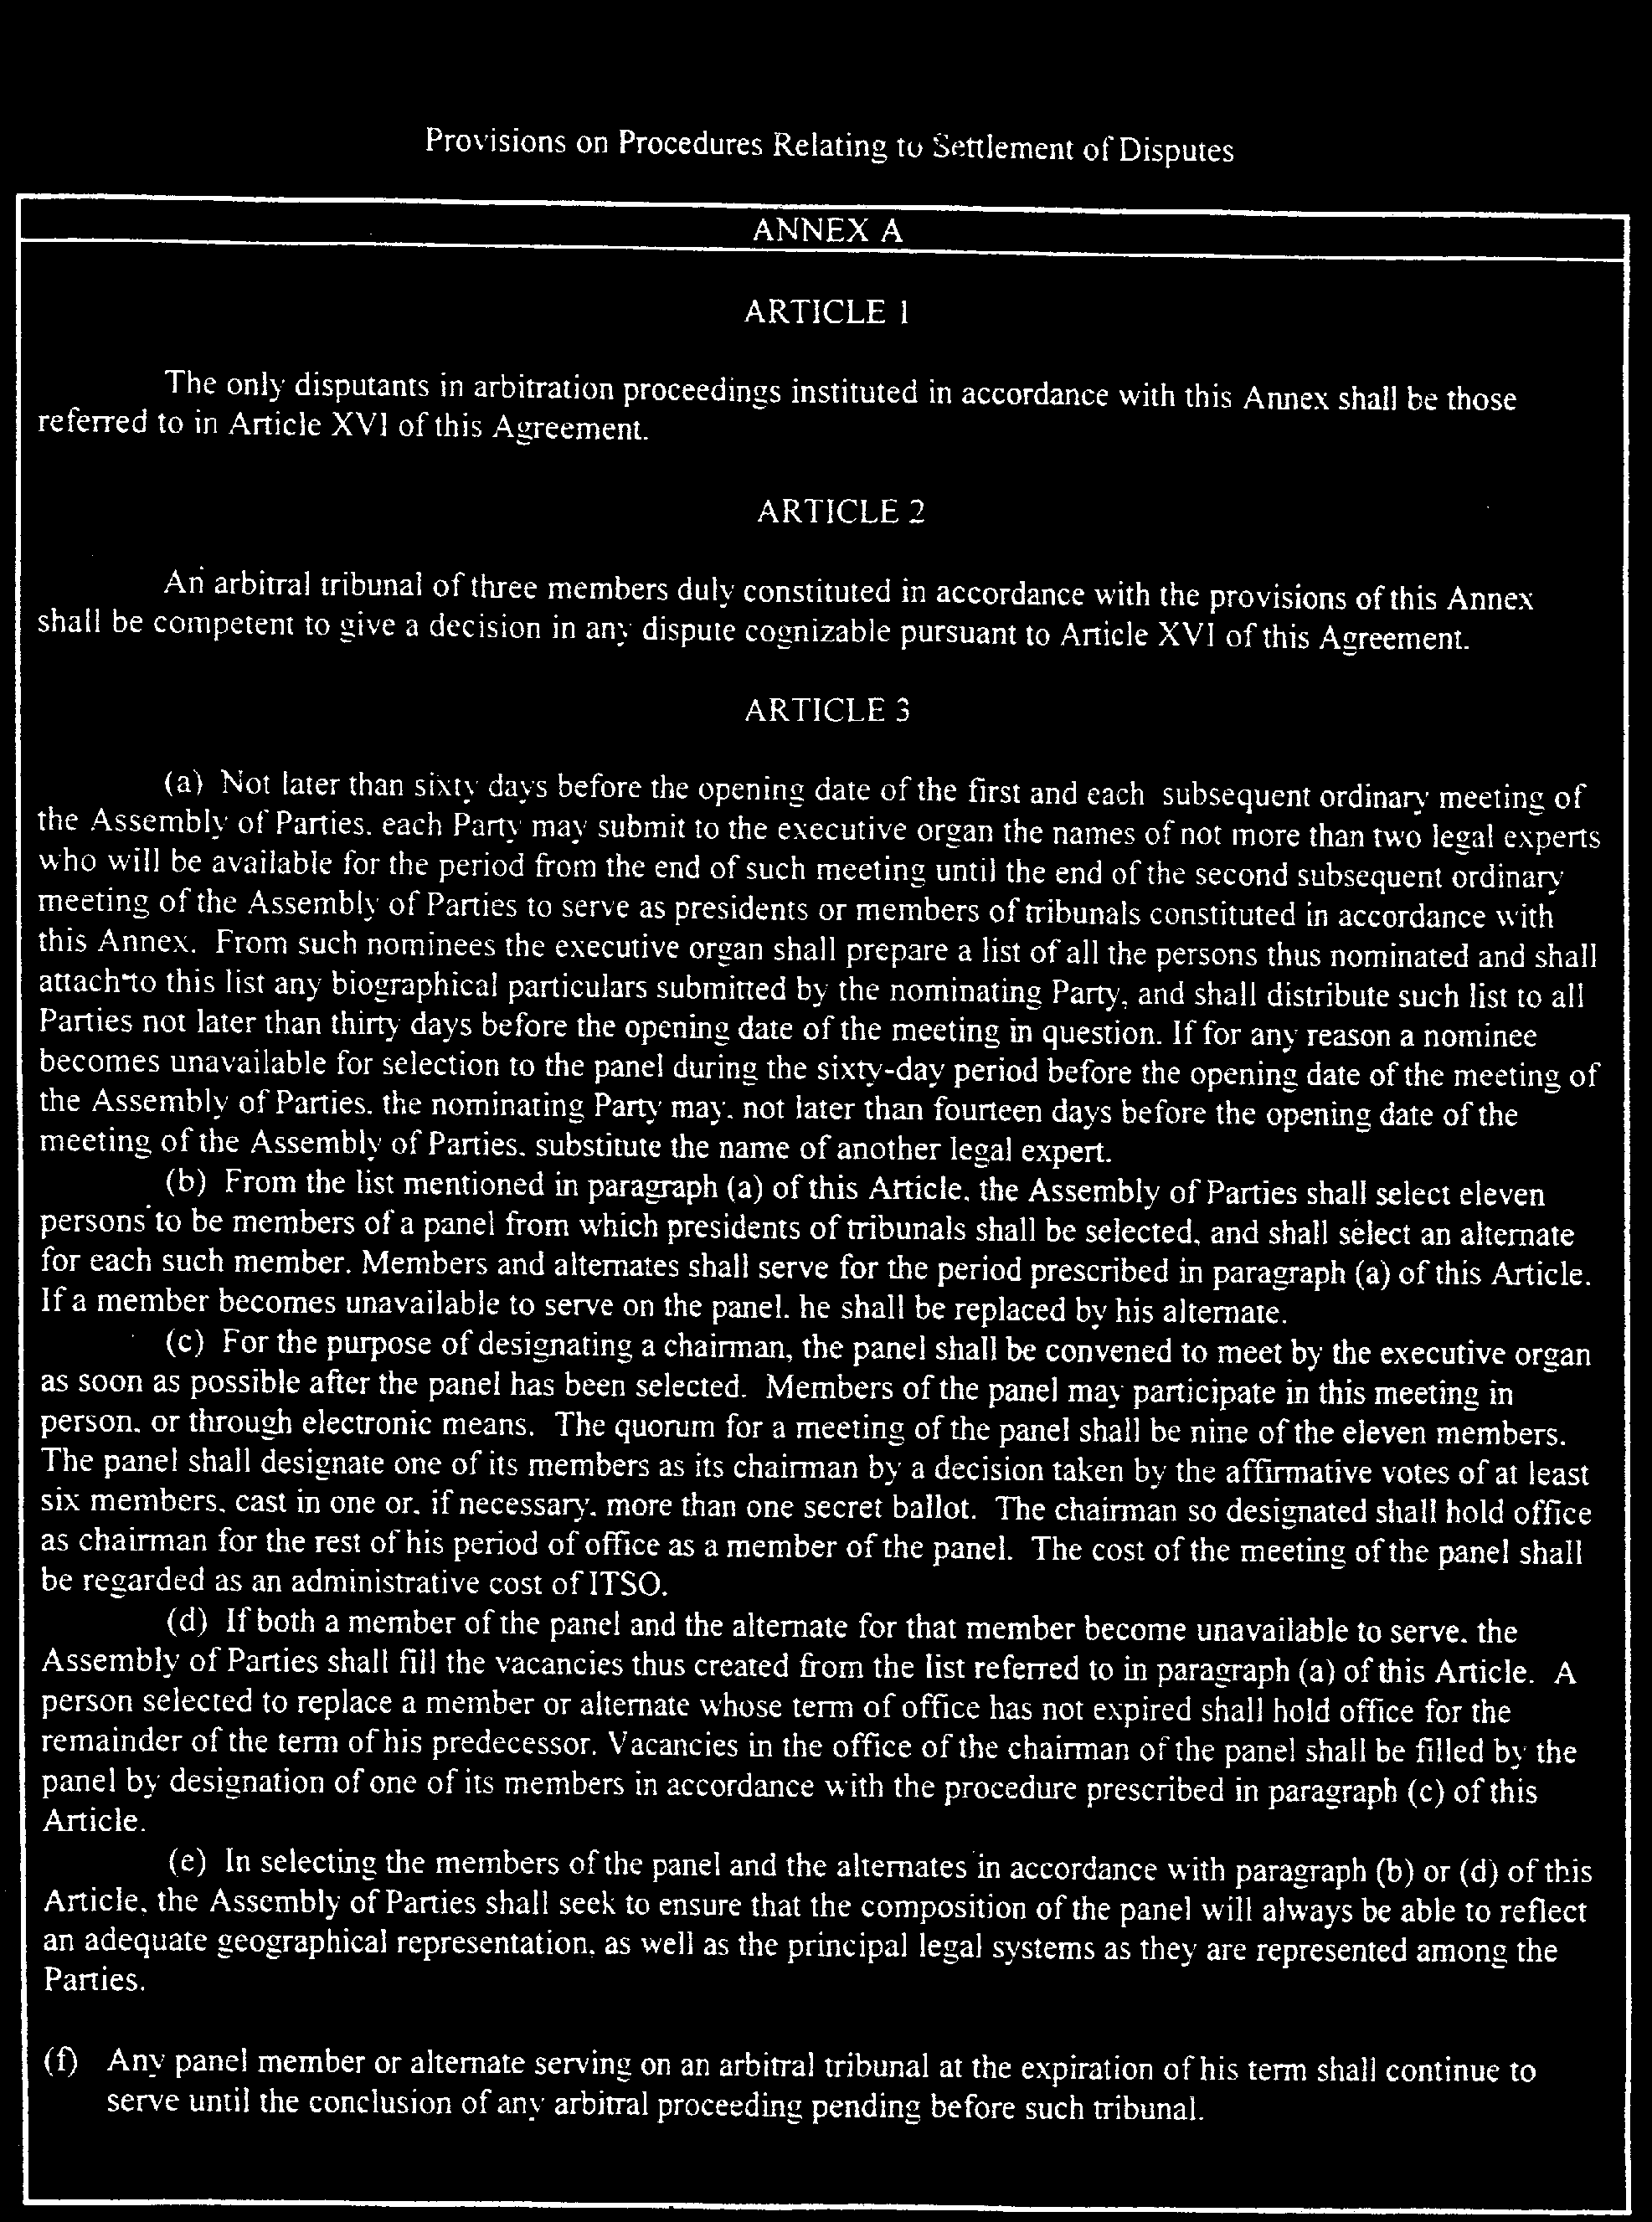 Provisions on Procedures Relating to Settlement of Disputes
ANNEX A
ARTICLE 1
The only disputants in arbitration proceedings instituted in accordance with this Annex shall be those
referred to in Article XVI of this Agreement.
ARTICLE 2
An arbitral tribunal of three members duly constituted in accordance with the provisions of this Annex
shall be competent to give a decision in any dispute cognizable pursuant to Article XVI of this Agreement.
ARTICLE 3
(a) Not later than sixty days before the opening date of the first and each subsequent ordinary meeting of
the Assembly of Parties, each Party may submit to the executive organ the names of not more than two legal experts
who will be available for the period from the end of such meeting until the end of the second subsequent ordinary
meeting of the Assembly of Parties to serve as presidents or members of tribunals constituted in accordance with
this Annex. From such nominees the executive organ shall prepare a list of all the persons thus nominated and shall
attach to this list any biographical particulars submitted by the nominating Party, and shall distribute such list to all
Parties not later than thirty days before the opening date of the meeting in question. If for any reason a nominee
becomes unavailable for selection to the panel during the sixty-day period before the opening date of the meeting of
the Assembly of Parties, the nominating Party may, not later than fourteen days before the opening date of the
meeting of the Assembly of Parties, substitute the name of another legal expert.
(b) From the list mentioned in paragraph (a) of this Article, the Assembly of Parties shall select eleven
persons to be members of a panel from which presidents of tribunals shall be selected, and shall select an alternate
for each such member. Members and alternates shall serve for the period prescribed in paragraph (a) of this Article.
If a member becomes unavailable to serve on the panel, he shall be replaced by his alternate.
(c) For the purpose of designating a chairman, the panel shall be convened to meet by the executive organ
as soon as possible after the panel has been selected. Members of the panel may participate in this meeting in
person, or through electronic means. The quorum for a meeting of the panel shall be nine of the eleven members.
The panel shall designate one of its members as its chairman by a decision taken by the affirmative votes of at least
six members, cast in one or, if necessary, more than one secret ballot. The chairman so designated shall hold office
as chairman for the rest of his period of office as a member of the panel. The cost of the meeting of the panel shall
be regarded as an administrative cost of ITSO.
(d) If both a member of the panel and the alternate for that member become unavailable to serve, the
Assembly of Parties shall fill the vacancies thus created from the list referred to in paragraph (a) of this Article. A
person selected to replace a member or alternate whose term of office has not expired shall hold office for the
remainder of the term of his predecessor. Vacancies in the office of the chairman of the panel shall be filled by the
panel by designation of one of its members in accordance with the procedure prescribed in paragraph (c) of this
Article.
(e) In selecting the members of the panel and the alternates in accordance with paragraph (b) or (d) of this
Article, the Assembly of Parties shall seek to ensure that the composition of the panel will always be able to reflect
an adequate geographical representation, as well as the principal legal systems as they are represented among the
Parties.
(f) Any panel member or alternate serving on an arbitral tribunal at the expiration of his term shall continue to
serve until the conclusion of any arbitral proceeding pending before such tribunal.